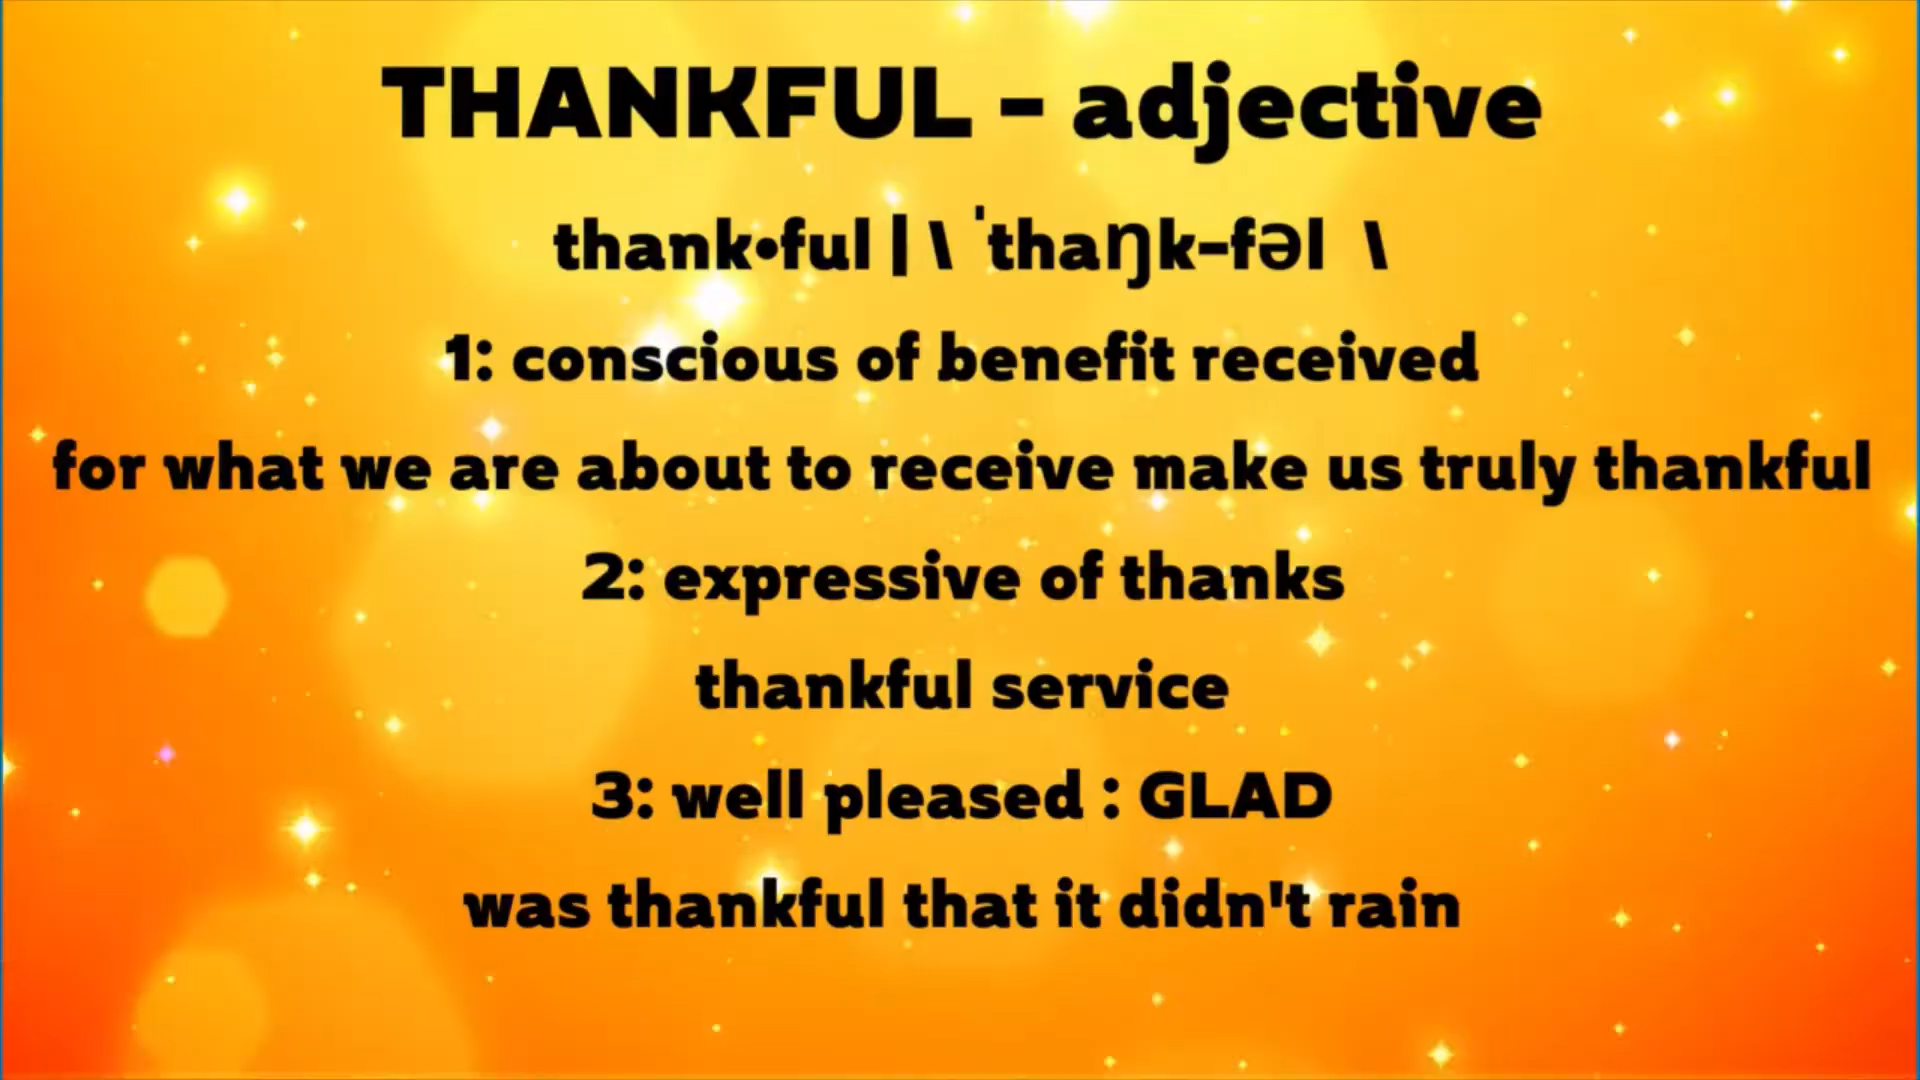 THANKFUL - adjective
thank•ful | \ ˈthaŋk-fəl \
1: conscious of benefit received
for what we are about to receive make us truly thankful
2: expressive of thanks
thankful service
3: well pleased : GLAD
was thankful that it didn't rain